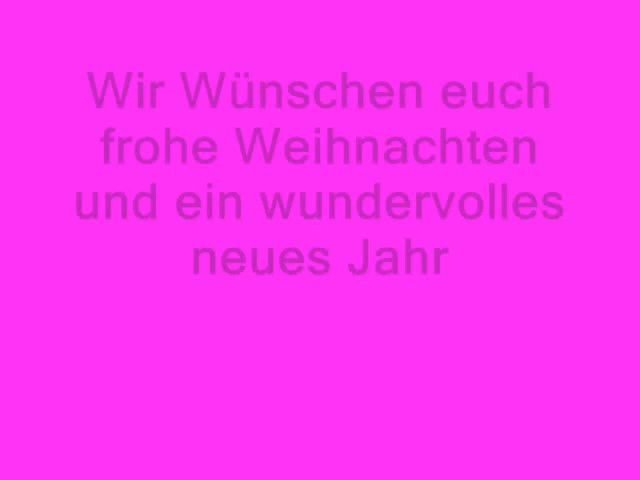 Wir Wünschen euch
frohe Weihnachten
und ein wundervolles
neues Jahr